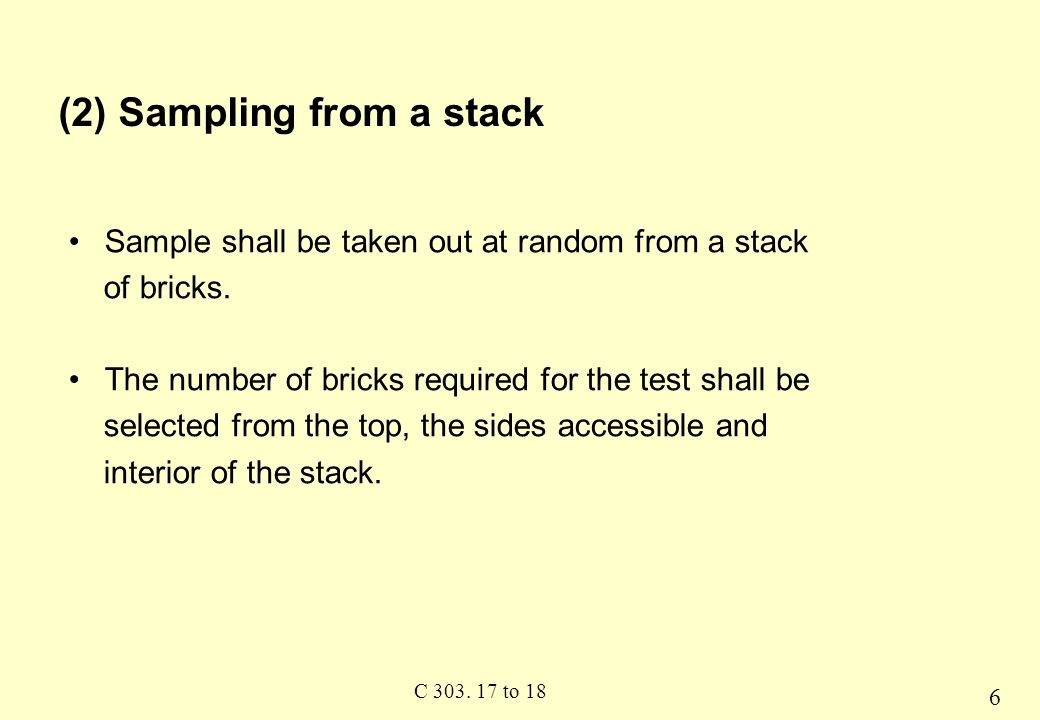 (2) Sampling from a stack
• Sample shall be taken out at random from a stack
of bricks.
• The number of bricks required for the test shall be
selected from the top, the sides accessible and
interior of the stack.
C 303. 17 to 18
6